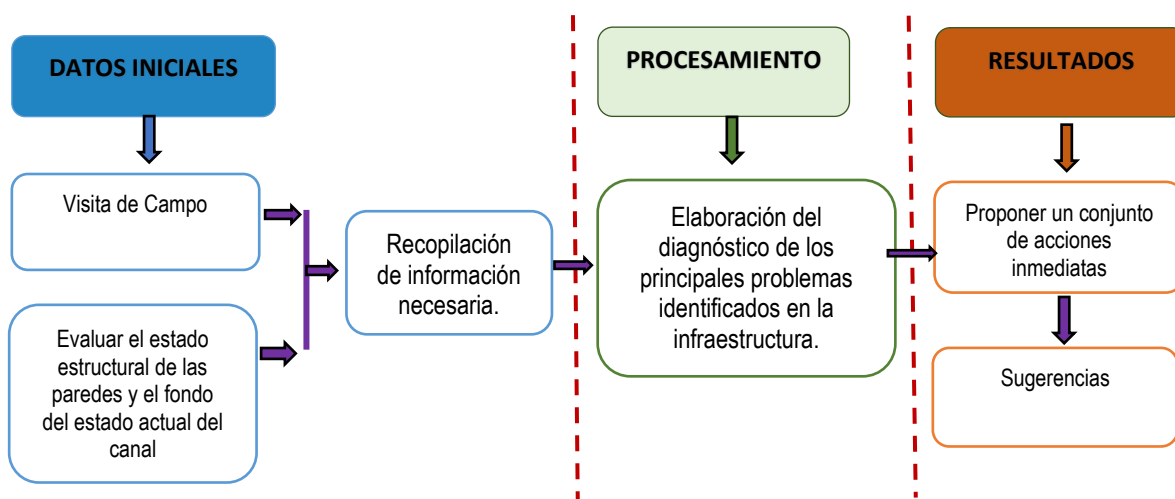 DATOS INICIALES
Visita de Campo
Evaluar el estado
estructural de las
paredes y el fondo
del estado actual del
canal
Recopilación
de información
necesaria.
PROCESAMIENTO
Elaboración del
diagnóstico de los
principales problemas
identificados en la
infraestructura.
RESULTADOS
Proponer un conjunto
de acciones
inmediatas
Sugerencias